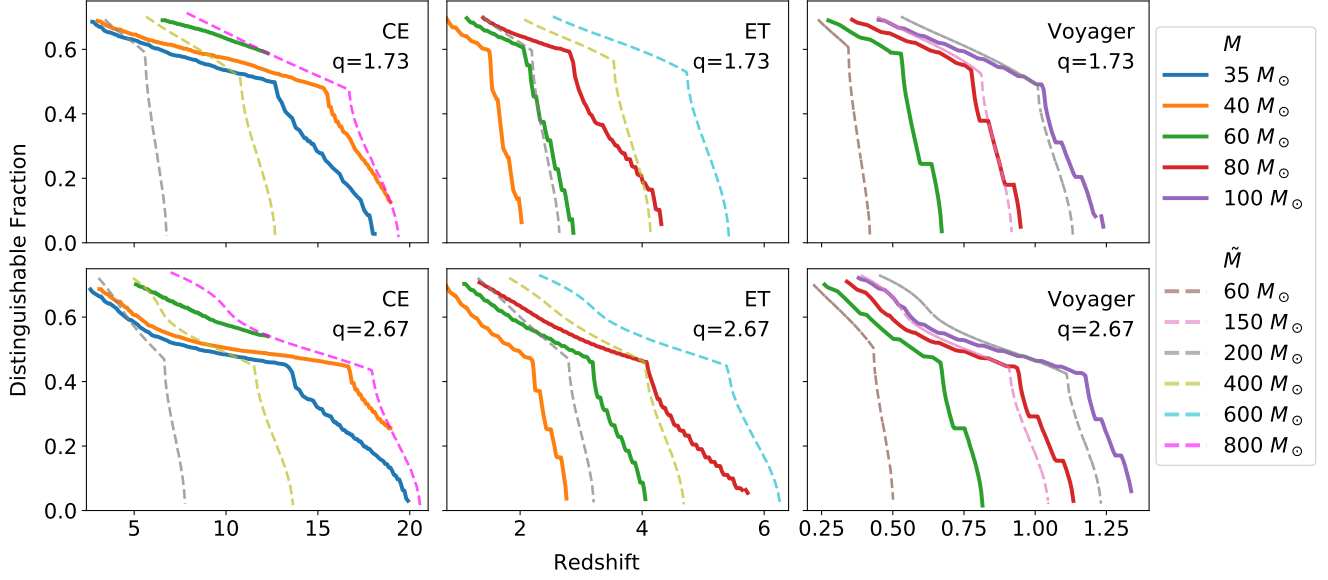 CE
q=1.73
ET
q=1.73
Voyager
q=1.73
0.6
0.4
0.2
0.0
CE
q=2.67
ET
q=2.67
Voyager
q=2.67
0.6
0.4
0.2
0.0
5 10 15 20
2 4 6
0.25 0.50 0.75 1.00 1.25
Distinguishable Fraction
Redshift
M
35 M⊙
40 M⊙
60 M⊙
80 M⊙
100 M⊙
M̃
60 M⊙
150 M⊙
200 M⊙
400 M⊙
600 M⊙
800 M⊙